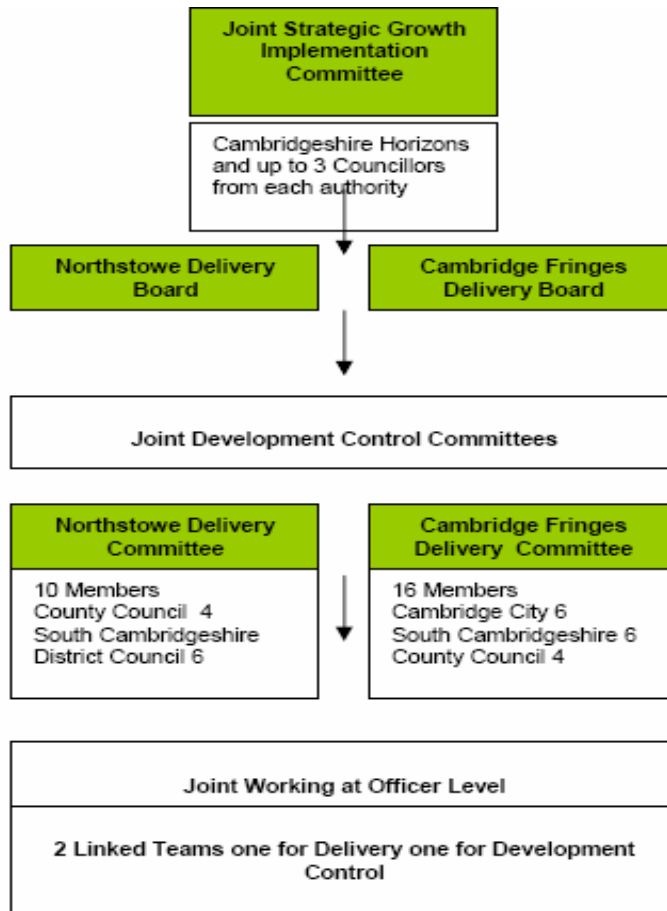 Joint Strategic Growth
Implementation
Committee
Cambridgeshire Horizons
and up to 3 Councillors
from each authority
Northstowe Delivery
Board
Cambridge Fringes
Delivery Board
Joint Development Control Committees
Northstowe Delivery
Committee
10 Members
County Council 4
South Cambridgeshire
District Council 6
Cambridge Fringes
Delivery Committee
16 Members
Cambridge City 6
South Cambridgeshire 6
County Council 4
Joint Working at Officer Level
2 Linked Teams one for Delivery one for Development
Control